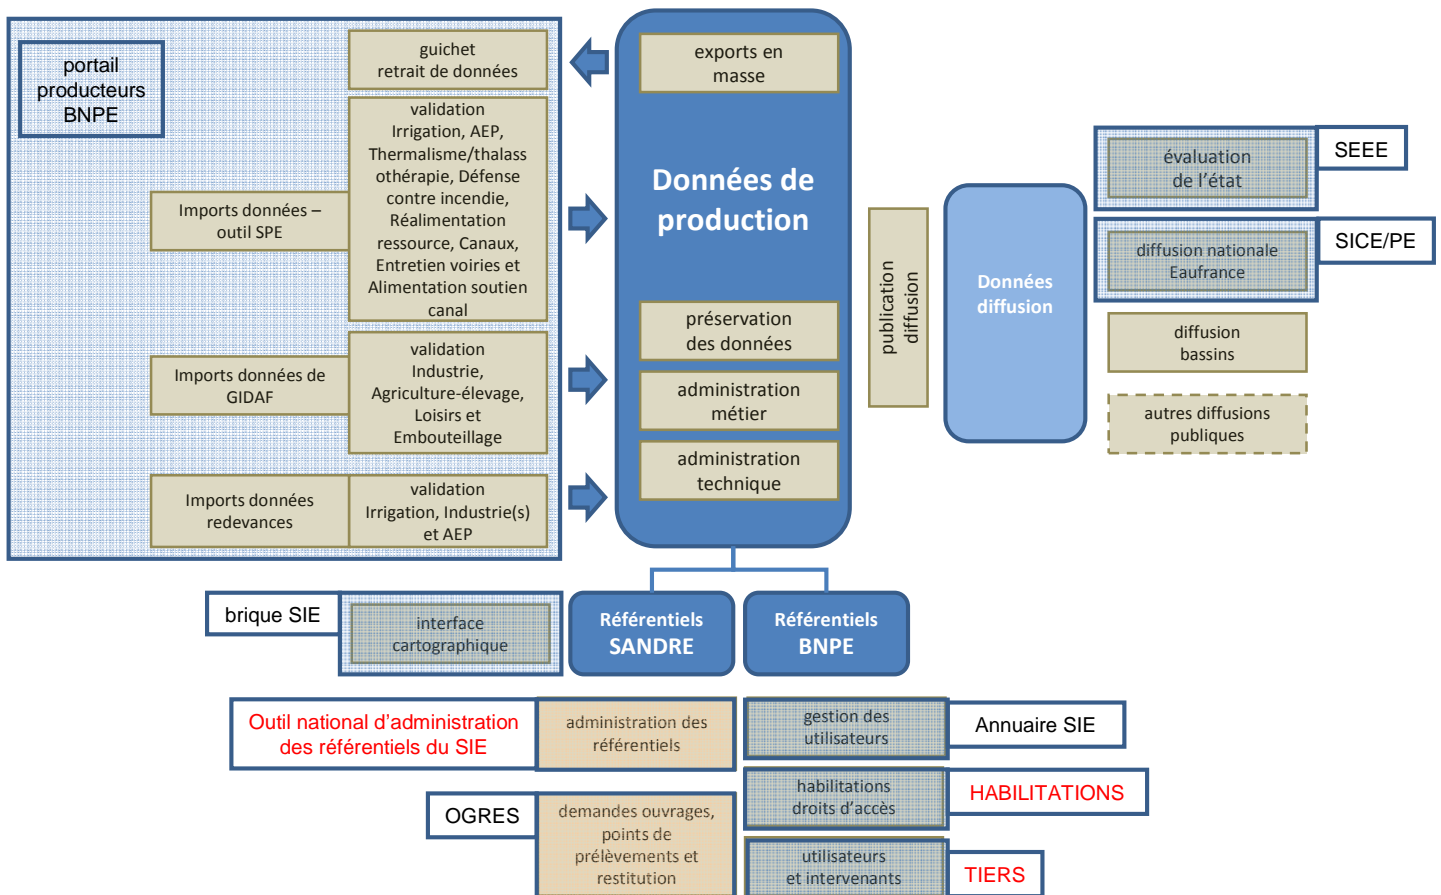 portail
producteurs
BNPE
guichet
retrait de données
Imports données –
outil SPE
validation
Irrigation, AEP,
Thermalisme/thalass
othérapie, Défense
contre incendie,
Réalimentation
ressource, Canaux,
Entretien voiries et
Alimentation soutien
canal
Imports données de
GIDAF
validation
Industrie,
Agriculture-élevage,
Loisirs et
Embouteillage
Imports données
redevances
validation
Irrigation, Industrie(s)
et AEP
exports en
masse
Données de
production
préservation
des données
administration
métier
administration
technique
publication
diffusion
Données
diffusion
évaluation
de l'état
SEEE
diffusion nationale
Eaufrance
SICE/PE
diffusion
bassins
autres diffusions
publiques
brique SIE
interface
cartographique
Référentiels
SANDRE
Référentiels
BNPE
Outil national d'administration
des référentiels du SIE
administration des
référentiels
gestion des
utilisateurs
Annuaire SIE
habilitations
droits d'accès
HABILITATIONS
OGRES
demandes ouvrages,
points de
prélèvements et
restitution
utilisateurs
et intervenants
TIERS